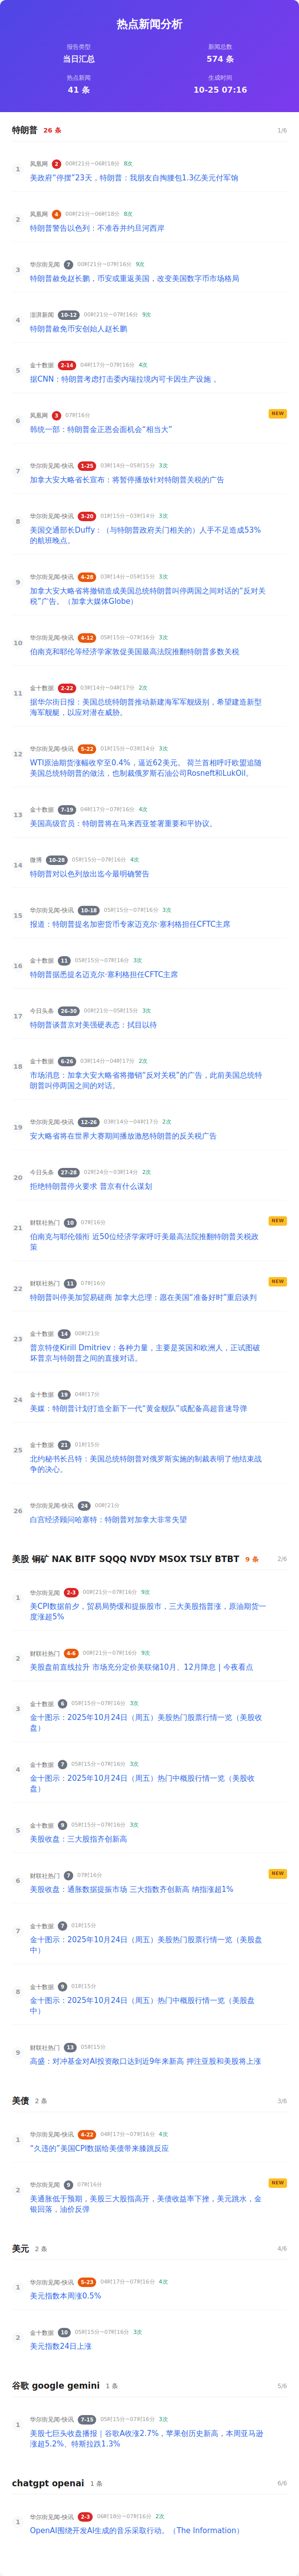 热点新闻分析
报告类型
新闻总数
当日汇总
574 条
热点新闻
生成时间
41 条
10-25 07:16
特朗普 26 条
1/6
1
凤凰网 2 00时21分~06时18分 8次
美政府“停摆”23天，特朗普：我朋友自掏腰包1.3亿美元付军饷
2
凤凰网 4 00时21分~06时18分 8次
特朗普警告以色列：不准吞并约旦河西岸
3
华尔街见闻 7 00时21分~07时16分 9次
特朗普赦免赵长鹏，币安或重返美国，改变美国数字币市场格局
4
澎湃新闻 10-12 00时21分~07时16分 9次
特朗普赦免币安创始人赵长鹏
5
金十数据 2-14 04时17分~07时16分 4次
据CNN：特朗普考虑打击委内瑞拉境内可卡因生产设施 。
6
凤凰网 3 07时16分
NEW
韩统一部：特朗普金正恩会面机会“相当大”
7
华尔街见闻-快讯 1-25 03时14分~05时15分 3次
加拿大安大略省长宣布：将暂停播放针对特朗普关税的广告
8
华尔街见闻-快讯 3-20 01时15分~03时14分 3次
美国交通部长Duffy：（与特朗普政府关门相关的）人手不足造成53%
的航班晚点。
9
华尔街见闻-快讯 4-28 03时14分~05时15分 3次
加拿大安大略省将撤销造成美国总统特朗普叫停两国之间对话的“反对关
税”广告。（加拿大媒体Globe）
10
华尔街见闻-快讯 4-12 05时15分~07时16分 3次
伯南克和耶伦等经济学家敦促美国最高法院推翻特朗普多数关税
11
金十数据 2-22 03时14分~04时17分 2次
据华尔街日报：美国总统特朗普推动新建海军军舰级别，希望建造新型
海军舰艇，以应对潜在威胁。
12
华尔街见闻-快讯 5-22 01时15分~03时14分 3次
WTI原油期货涨幅收窄至0.4%，逼近62美元。 荷兰首相呼吁欧盟追随
美国总统特朗普的做法，也制裁俄罗斯石油公司Rosneft和LukOil。
13
金十数据 7-19 04时17分~07时16分 4次
美国高级官员：特朗普将在马来西亚签署重要和平协议。
14
微博 10-28 05时15分~07时16分 4次
特朗普对以色列放出迄今最明确警告
15
华尔街见闻-快讯 10-18 05时15分~07时16分 3次
报道：特朗普提名加密货币专家迈克尔·塞利格担任CFTC主席
16
金十数据 11 05时15分~07时16分 3次
特朗普据悉提名迈克尔·塞利格担任CFTC主席
17
今日头条 26-30 00时21分~05时15分 3次
特朗普谈普京对美强硬表态：拭目以待
18
金十数据 6-26 03时14分~04时17分 2次
市场消息：加拿大安大略省将撤销“反对关税”的广告，此前美国总统特
朗普叫停两国之间的对话。
19
华尔街见闻-快讯 12-26 03时14分~04时17分 2次
安大略省将在世界大赛期间播放激怒特朗普的反关税广告
20
今日头条 27-28 02时24分~03时14分 2次
拒绝特朗普停火要求 普京有什么谋划
21
财联社热门 10 07时16分
NEW
伯南克与耶伦领衔 近50位经济学家呼吁美最高法院推翻特朗普关税政
策
22
财联社热门 11 07时16分
NEW
特朗普叫停美加贸易磋商 加拿大总理：愿在美国“准备好时”重启谈判
23
金十数据 14 00时21分
普京特使Kirill Dmitriev：各种力量，主要是英国和欧洲人，正试图破
坏普京与特朗普之间的直接对话。
24
金十数据 19 04时17分
美媒：特朗普计划打造全新下一代“黄金舰队”或配备高超音速导弹
25
金十数据 21 01时15分
北约秘书长吕特：美国总统特朗普对俄罗斯实施的制裁表明了他结束战
争的决心。
26
华尔街见闻-快讯 24 00时21分
白宫经济顾问哈塞特：特朗普对加拿大非常失望
美股 铜矿 NAK BITF SQQQ NVDY MSOX TSLY BTBT 9 条
2/6
1
华尔街见闻 2-3 00时21分~07时16分 9次
美CPI数据前夕，贸易局势缓和提振股市，三大美股指普涨，原油期货一
度涨超5%
2
财联社热门 4-6 00时21分~07时16分 9次
美股盘前直线拉升 市场充分定价美联储10月、12月降息 | 今夜看点
3
金十数据 6 05时15分~07时16分 3次
金十图示：2025年10月24日（周五）美股热门股票行情一览（美股收
盘）
4
金十数据 7 05时15分~07时16分 3次
金十图示：2025年10月24日（周五）热门中概股行情一览（美股收
盘）
5
金十数据 9 05时15分~07时16分 3次
美股收盘：三大股指齐创新高
6
财联社热门 7 07时16分
NEW
美股收盘：通胀数据提振市场 三大指数齐创新高 纳指涨超1%
7
金十数据 7 01时15分
金十图示：2025年10月24日（周五）美股热门股票行情一览（美股盘
中）
8
金十数据 9 01时15分
金十图示：2025年10月24日（周五）热门中概股行情一览（美股盘
中）
9
财联社热门 13 05时15分
高盛：对冲基金对AI投资敞口达到近9年来新高 押注亚股和美股将上涨
美债 2 条
3/6
1
华尔街见闻-快讯 4-22 04时17分~07时16分 4次
“久违的”美国CPI数据给美债带来膝跳反应
2
华尔街见闻 9 07时16分
NEW
美通胀低于预期，美股三大股指高开，美债收益率下挫，美元跳水，金
银回落，油价反弹
美元 2 条
4/6
1
华尔街见闻-快讯 5-23 04时17分~07时16分 4次
美元指数本周涨0.5%
2
金十数据 10 05时15分~07时16分 3次
美元指数24日上涨
谷歌 google gemini 1 条
5/6
1
华尔街见闻-快讯 7-15 05时15分~07时16分 3次
美股七巨头收盘播报｜谷歌A收涨2.7%，苹果创历史新高，本周亚马逊
涨超5.2%、特斯拉跌1.3%
chatgpt openai 1 条
6/6
1
华尔街见闻-快讯 2-3 06时18分~07时16分 2次
OpenAI围绕开发AI生成的音乐采取行动。（The Information）